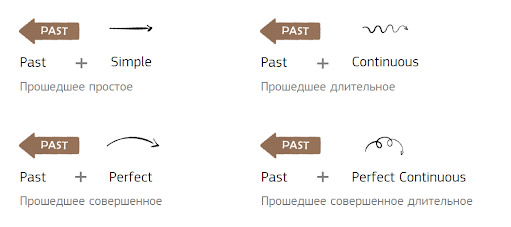 PAST
Past + Simple
Прошедшее простое
PAST
Past + Continuous
Прошедшее длительное
PAST
Past + Perfect
Прошедшее совершенное
PAST
Past + Perfect Continuous
Прошедшее совершенное длительное